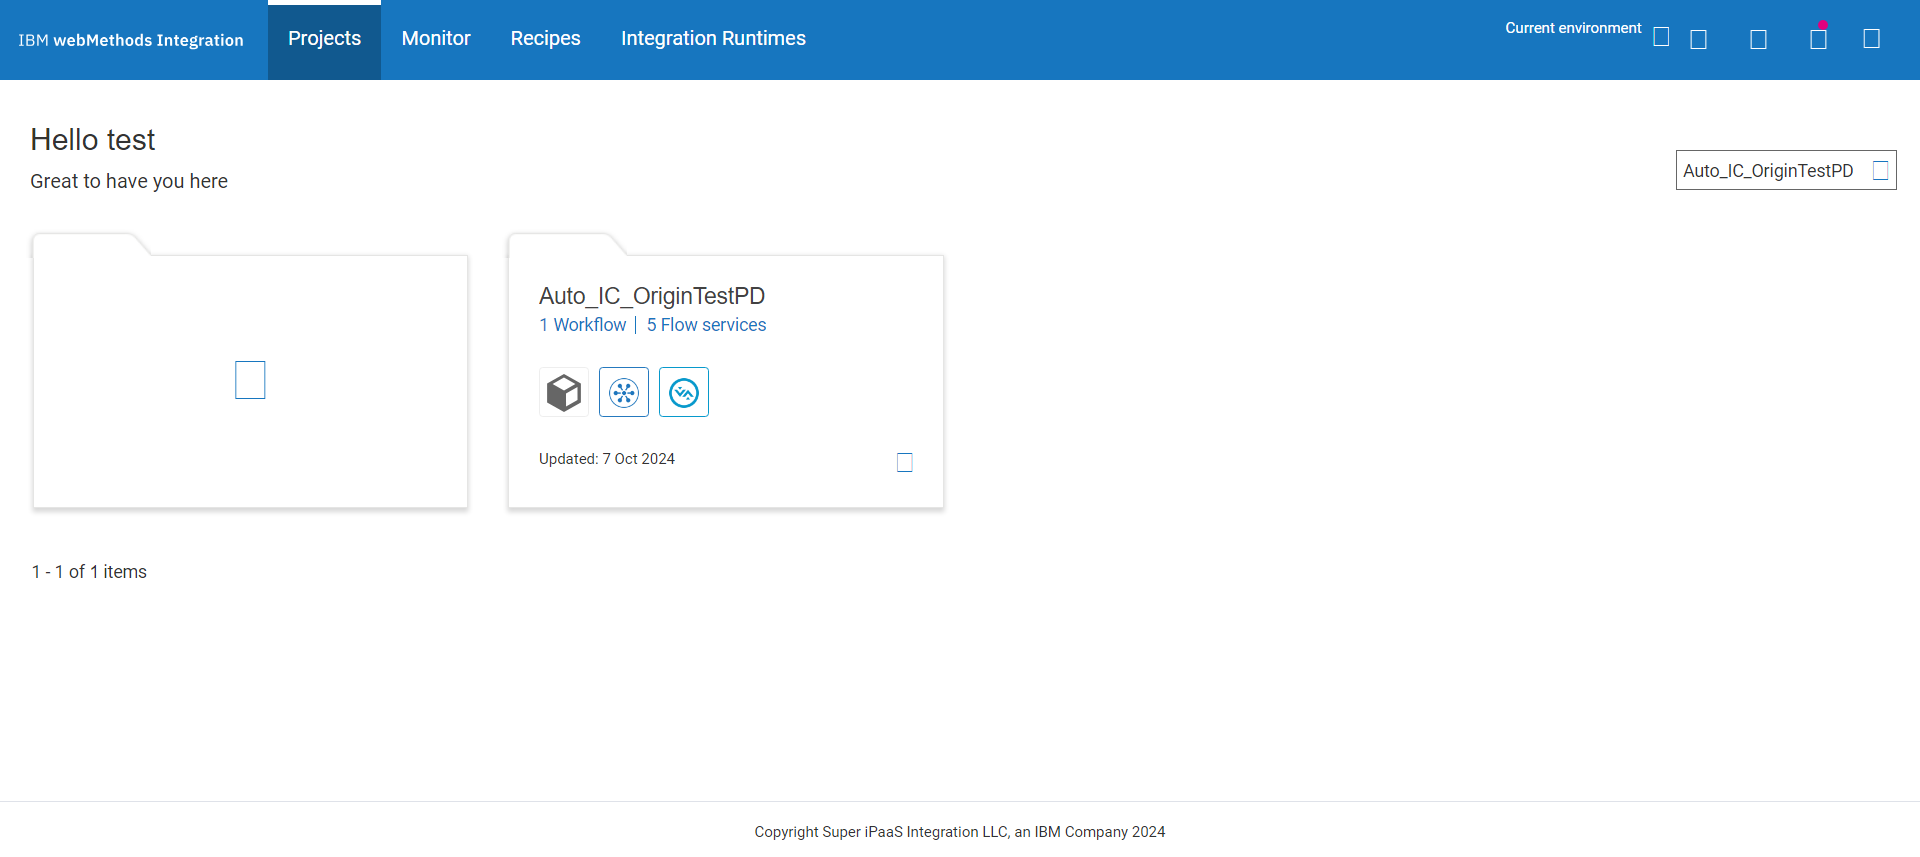 IBM webMethods Integration
Projects
Monitor
Recipes
Integration Runtimes
Current environment
Hello test
Great to have you here
Auto_IC_OriginTestPD
Auto_IC_OriginTestPD
1 Workflow | 5 Flow services
Updated: 7 Oct 2024
1 - 1 of 1 items
Copyright Super iPaaS Integration LLC, an IBM Company 2024